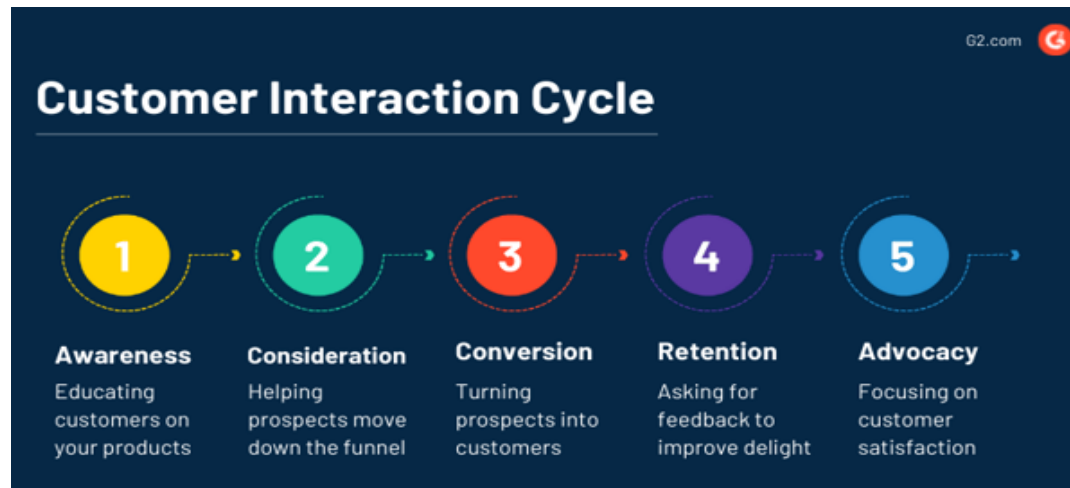 G2.com
Customer Interaction Cycle
1
2
3
4
5
Awareness
Educating
customers on
your products
Consideration
Helping
prospects move
down the funnel
Conversion
Turning
prospects into
customers
Retention
Asking for
feedback to
improve delight
Advocacy
Focusing on
customer
satisfaction